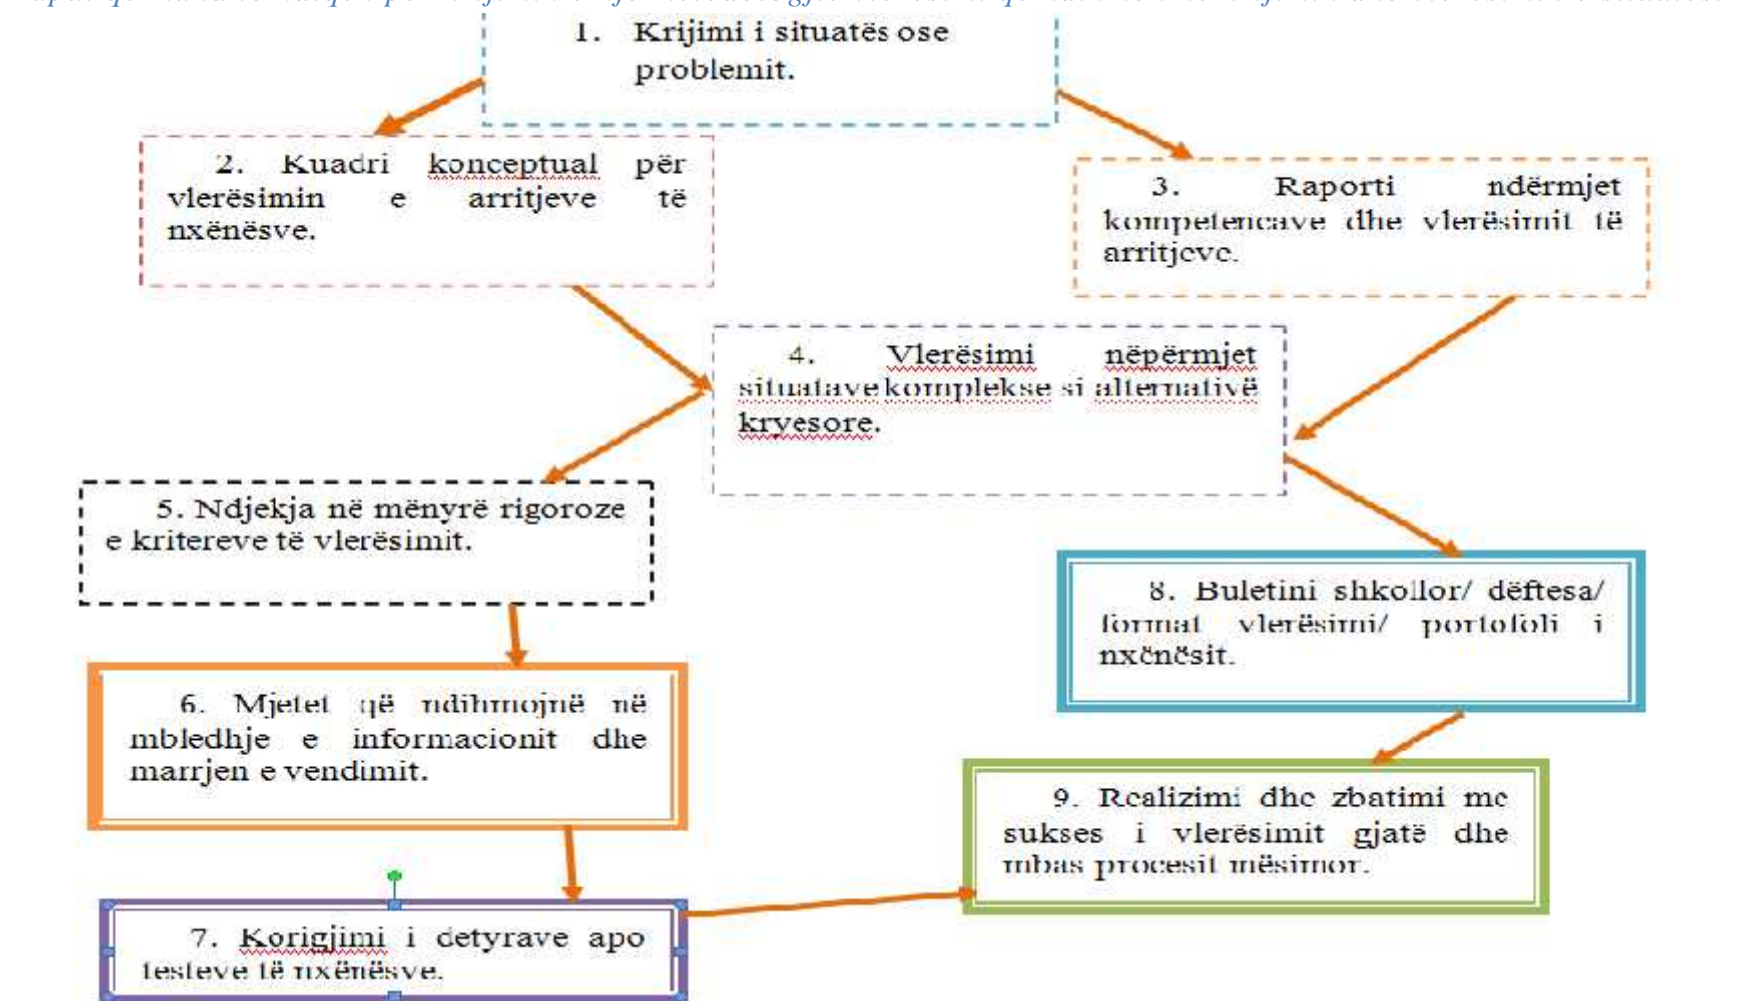 1. Krijimi i situatës ose
problemit.
2. Kuadri konceptual për
vlerësimin e arritjeve të
nxënësve.
3. Raporti ndërmjet
kompetencave dhe vlerësimit të
arritjeve.
4. Vlerësimi nëpërmjet
situatave komplekse si alternativë
kryesore.
5. Ndjekja në mënyrë rigoroze
e kritereve të vlerësimit.
8. Buletini shkollor/ dëftesa/
format vlerësimi/ portofoli i
nxënësit.
6. Mjetet që ndihmojnë në
mbledhje e informacionit dhe
marrjen e vendimit.
9. Realizimi dhe zbatimi me
sukses i vlerësimit gjatë dhe
mbas procesit mësimor.
7. Korigjimi i detyrave apo
testeve të nxënësve.